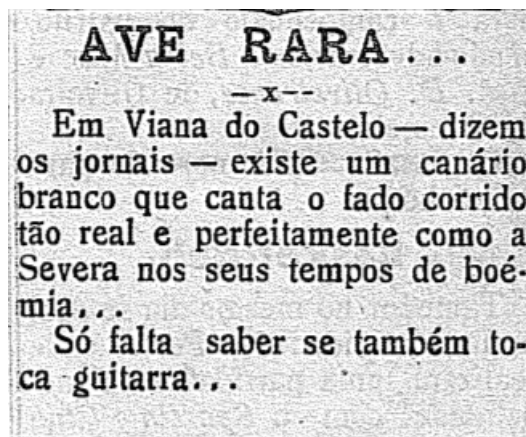 AVE RARA...
—x--
Em Viana do Castelo — dizem
os jornais — existe um canário
branco que canta o fado corrido
tão real e perfeitamente como a
Severa nos seus tempos de boé-
mia...
Só falta saber se também to-
ca guitarra...